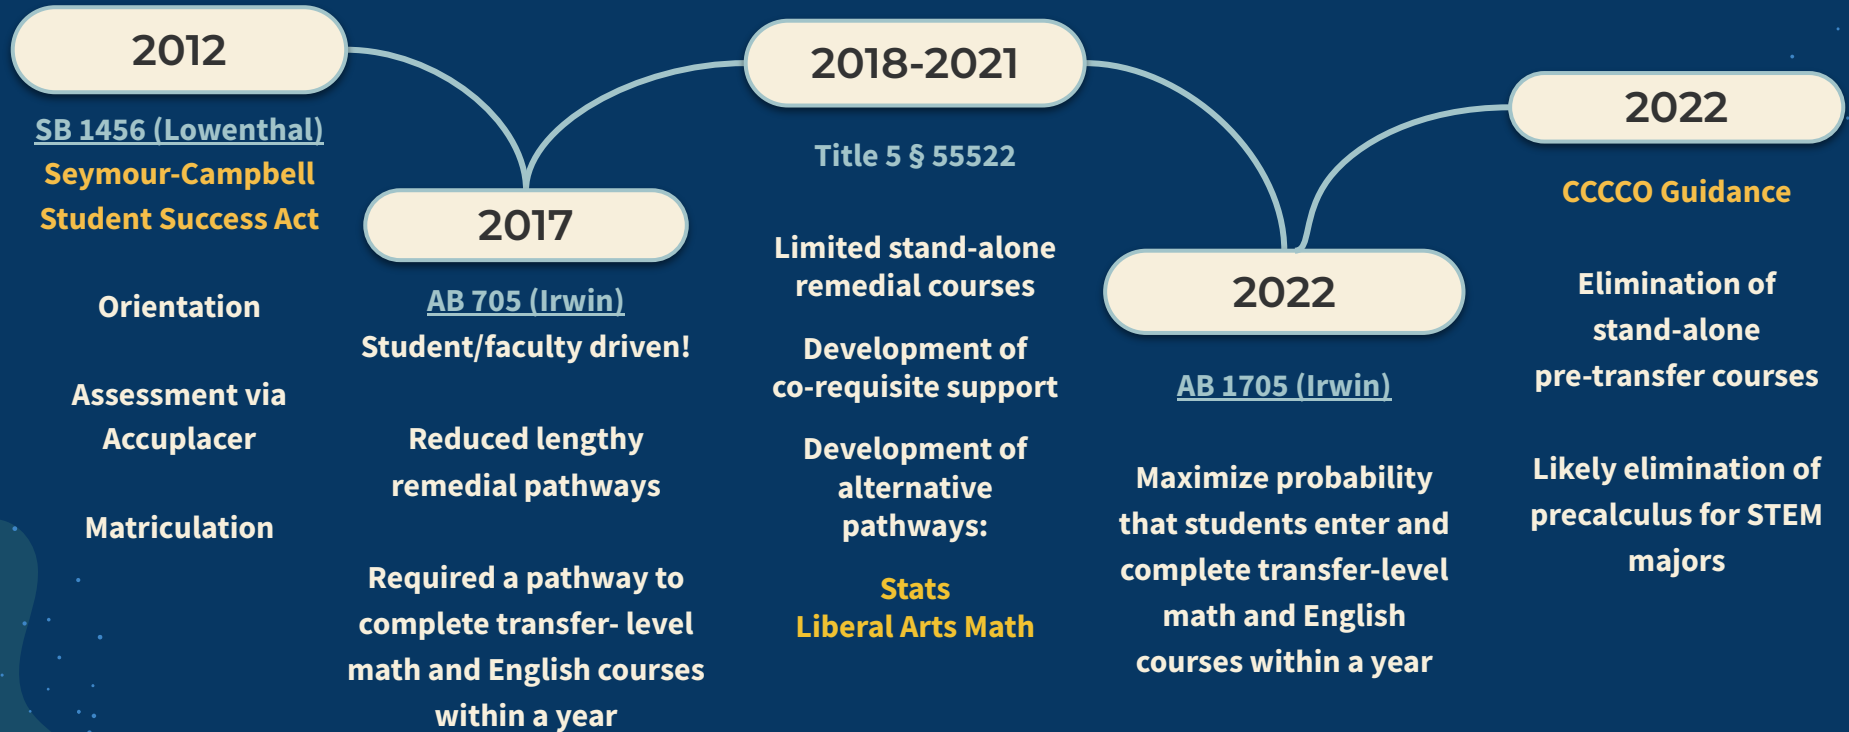 2012
SB 1456 (Lowenthal)
Seymour-Campbell
Student Success Act
Orientation
Assessment via
Accuplacer
Matriculation
2017
AB 705 (Irwin)
Student/faculty driven!
Reduced lengthy
remedial pathways
Required a pathway to
complete transfer- level
math and English courses
within a year
2018-2021
Title 5 § 55522
Limited stand-alone
remedial courses
Development of
co-requisite support
Development of
alternative
pathways:
Stats
Liberal Arts Math
2022
AB 1705 (Irwin)
Maximize probability
that students enter and
complete transfer-level
math and English
courses within a year
2022
CCCCO Guidance
Elimination of
stand-alone
pre-transfer courses
Likely elimination of
precalculus for STEM
majors